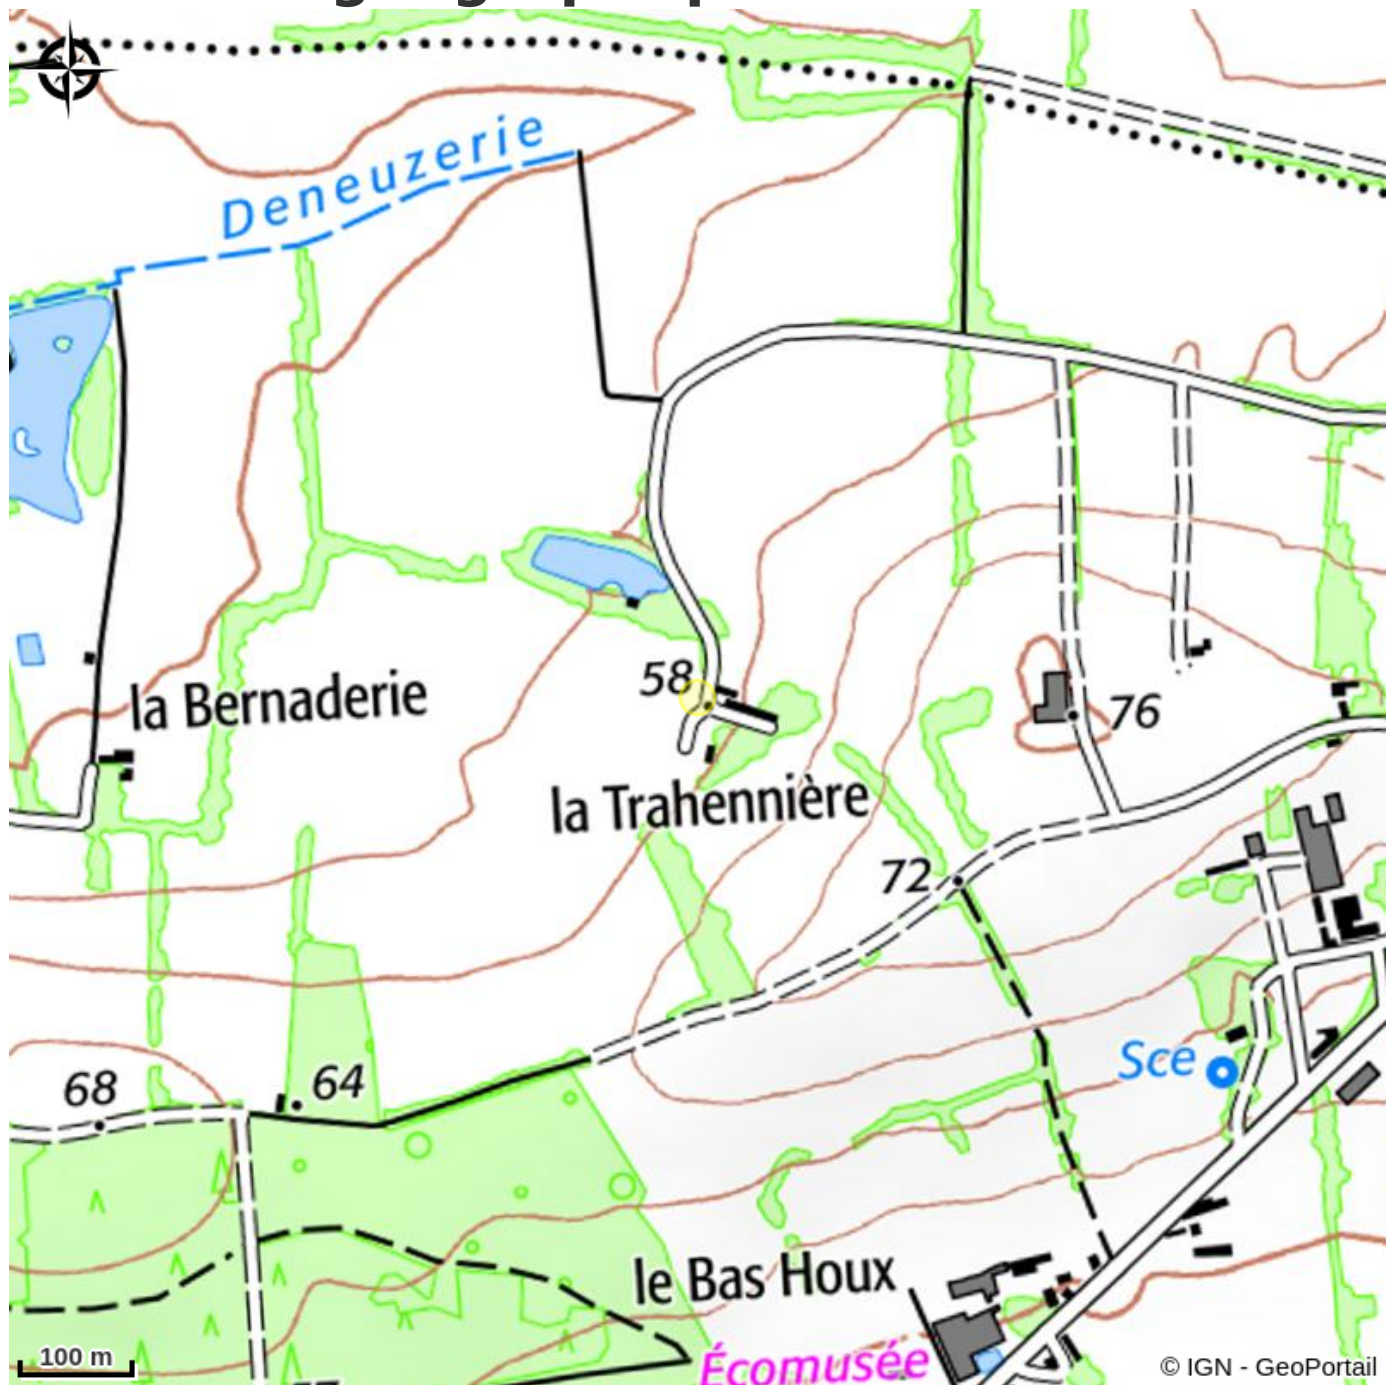 Deneuzerie
58
la Bernaderie
76
la Trahennière
72
Sce
68
64
le Bas Houx
Écomusée
100 m
© IGN - GeoPortail